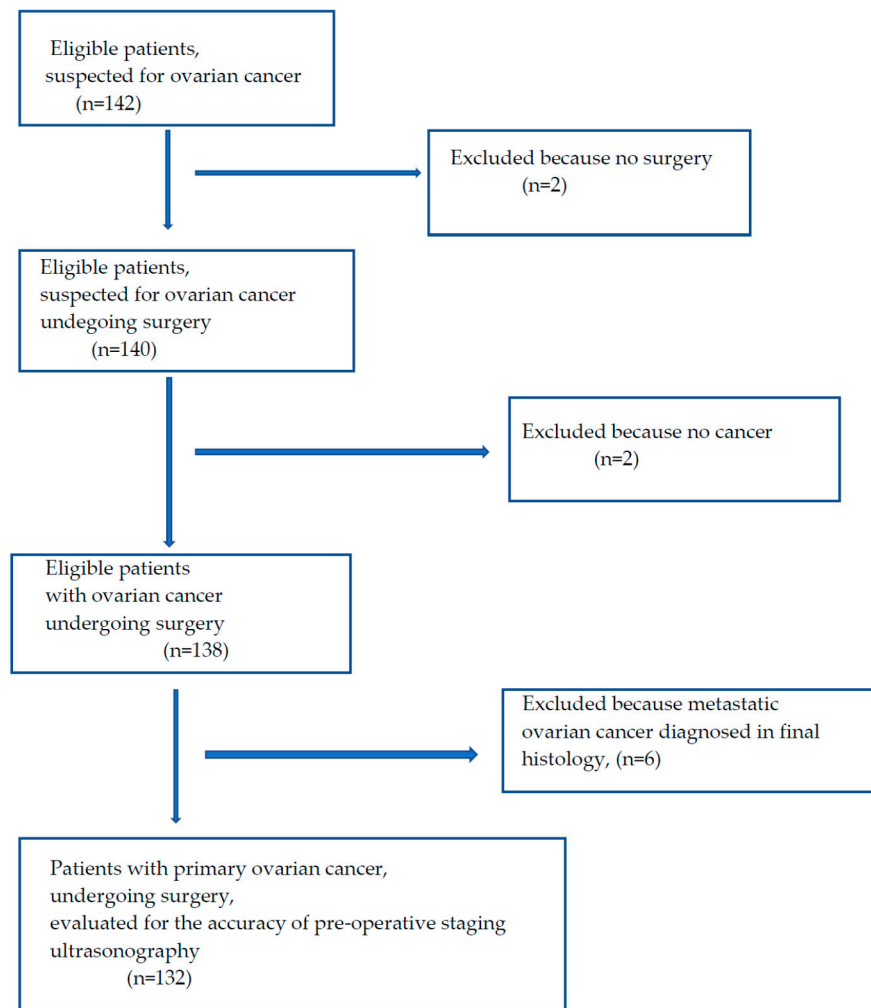 Eligible patients,
suspected for ovarian cancer
(n=142)
Excluded because no surgery
(n=2)
Eligible patients,
suspected for ovarian cancer
undegoing surgery
(n=140)
Excluded because no cancer
(n=2)
Eligible patients
with ovarian cancer
undergoing surgery
(n=138)
Excluded because metastatic
ovarian cancer diagnosed in final
histology, (n=6)
Patients with primary ovarian cancer,
undergoing surgery,
evaluated for the accuracy of pre-operative staging
ultrasonography
(n=132)